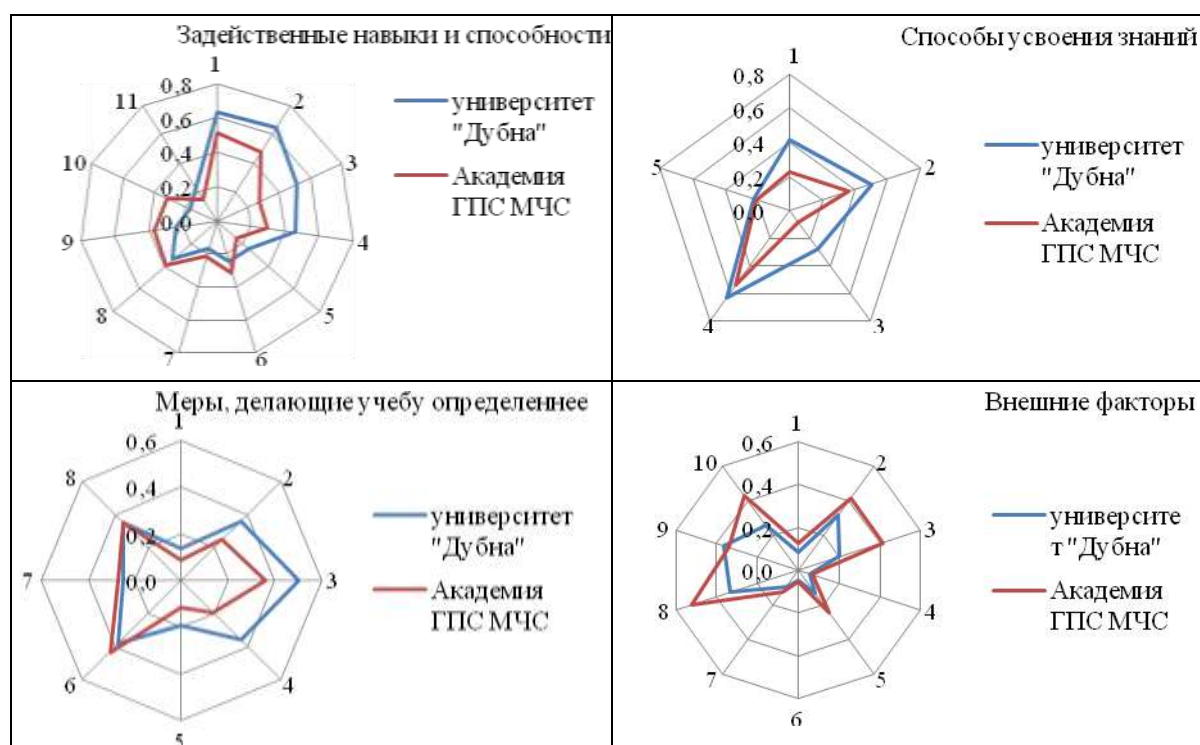 Задейственные навыки и способности
1
0,8
0,6
0,4
0,2
0,0
2
3
4
5
6
7
8
9
10
11
университет
"Дубна"
Академия
ГПС МЧС
Способы усвоения знаний
1
0,8
0,6
0,4
0,2
0,0
2
3
4
5
университет
"Дубна"
Академия
ГПС МЧС
Меры, делающие учебу определеннее
1
0,6
0,4
0,2
0,0
2
3
4
5
6
7
8
университет
"Дубна"
Академия
ГПС МЧС
Внешние факторы
1
0,6
0,4
0,2
0,0
2
3
4
5
6
7
8
9
10
университе
т "Дубна"
Академия
ГПС МЧС